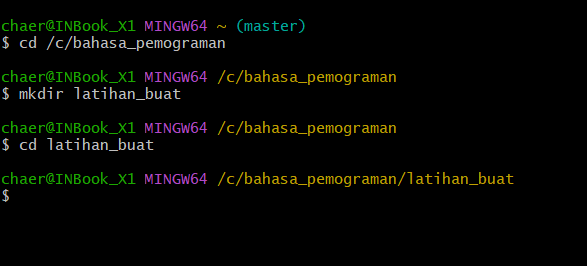 chaer@INBook_X1 MINGW64 ~ (master)
$ cd /c/bahasa_pemograman
chaer@INBook_X1 MINGW64 /c/bahasa_pemograman
$ mkdir latihan_buat
chaer@INBook_X1 MINGW64 /c/bahasa_pemograman
$ cd latihan_buat
chaer@INBook_X1 MINGW64 /c/bahasa_pemograman/latihan_buat
$